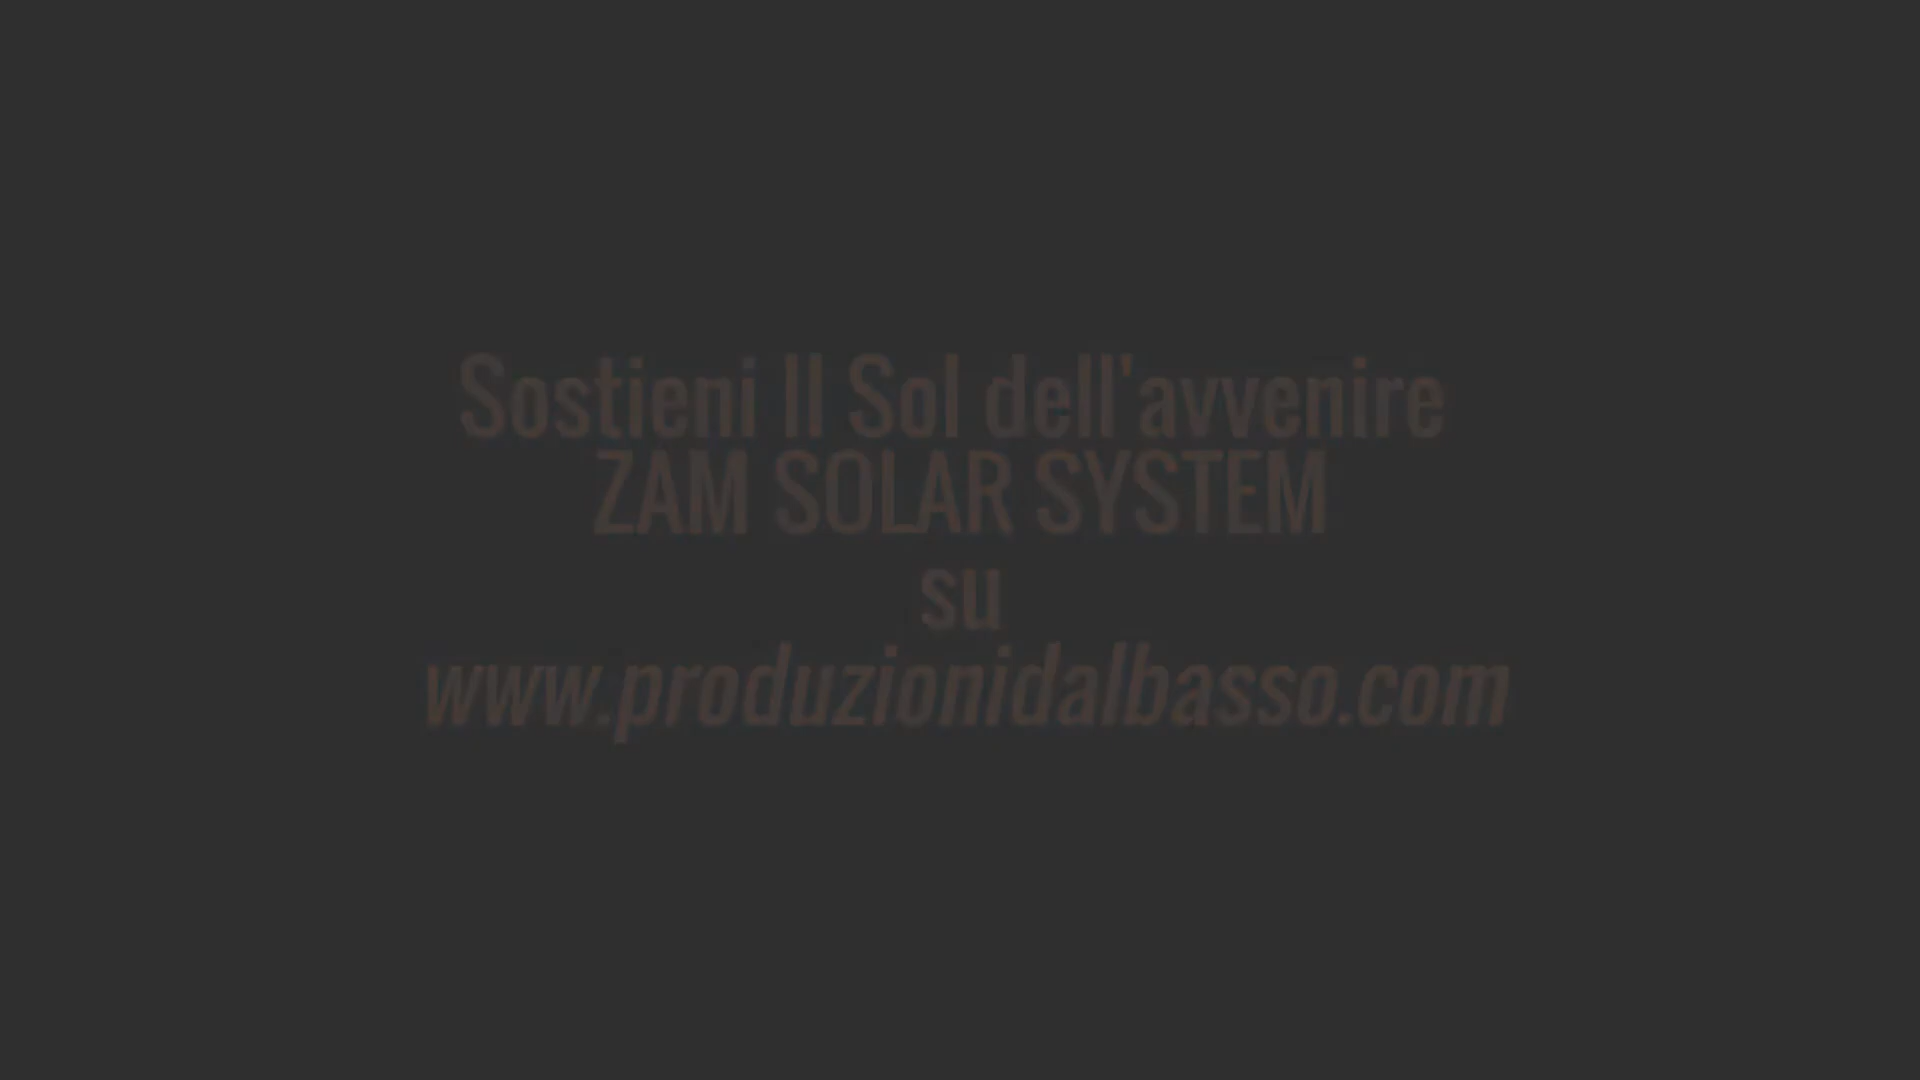 Sostieni Il Sol dell'avvenire
ZAM SOLAR SYSTEM
su
www.produzionidalbasso.com